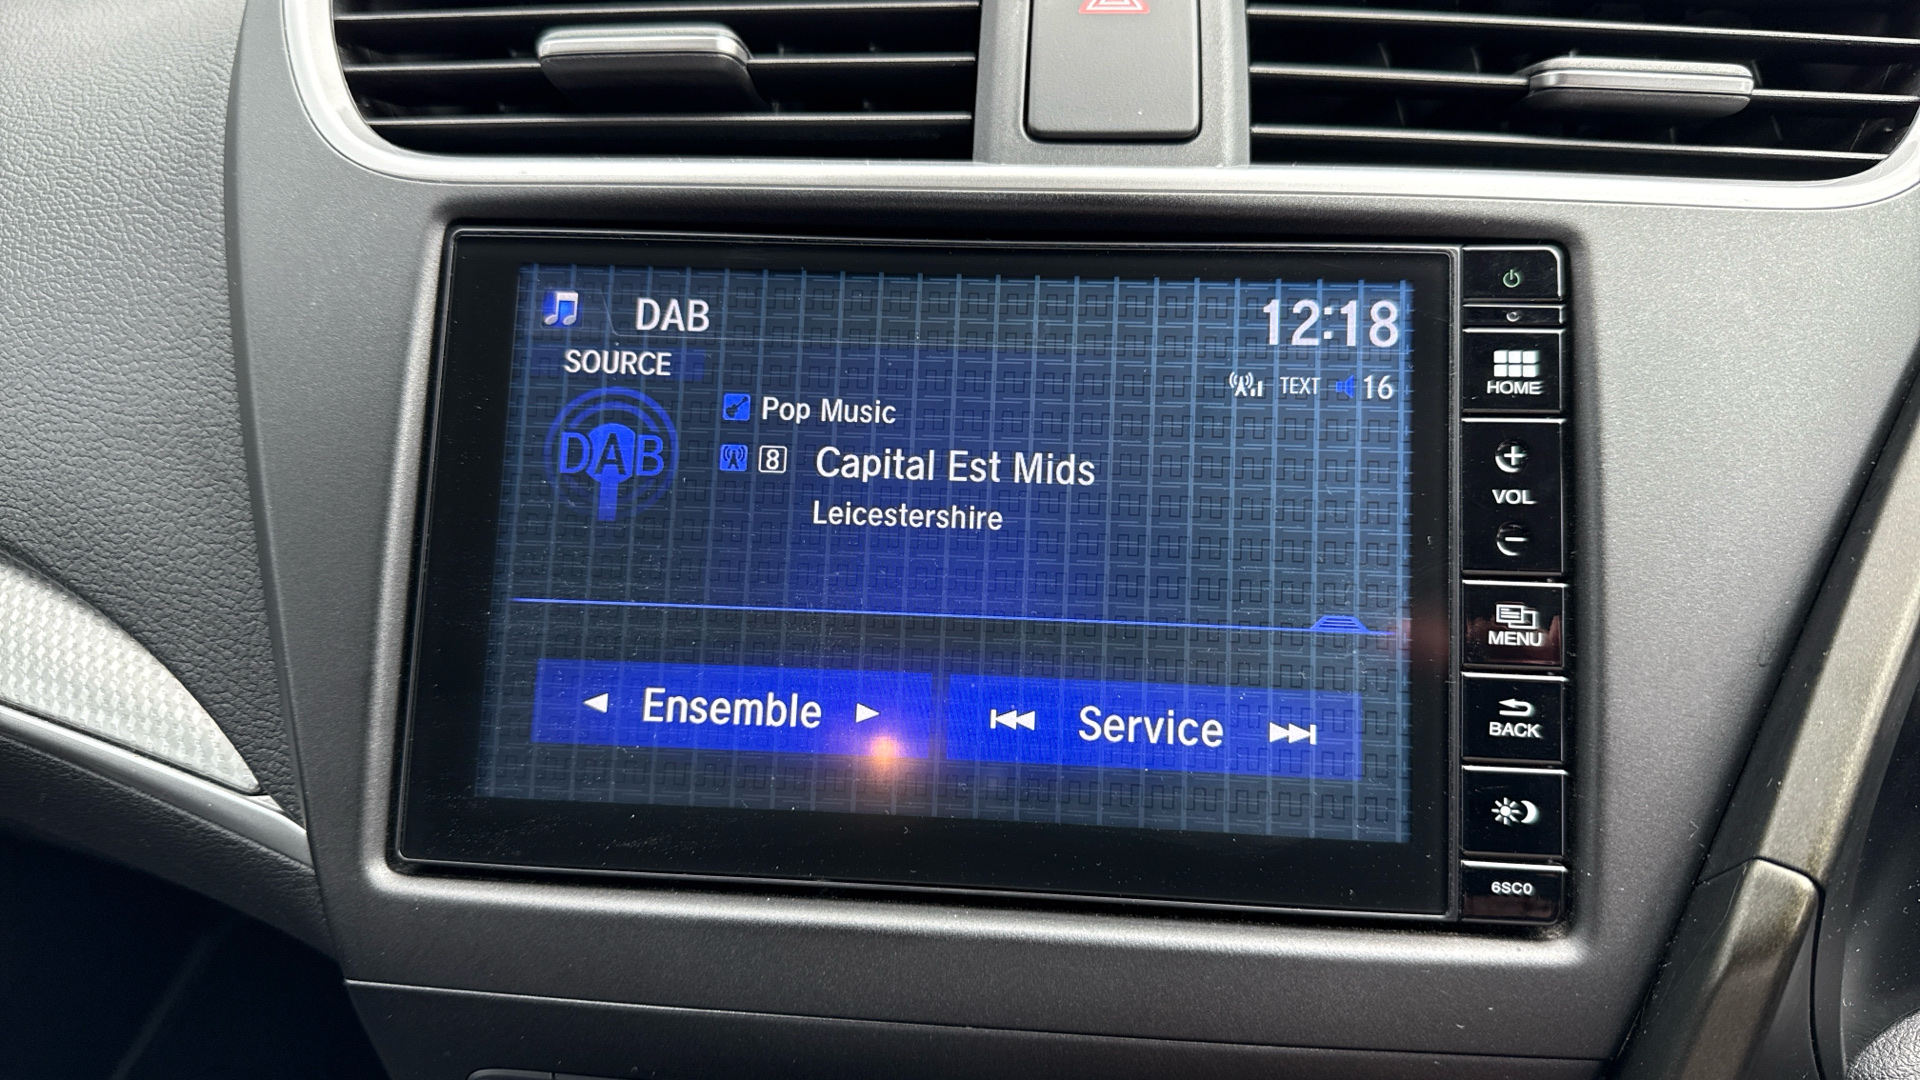 DAB
12:18
SOURCE
TEXT 16
DAB
Pop Music
8 Capital Est Mids
Leicestershire
◄ Ensemble ►
Service
HOME
+
VOL
−
MENU
BACK
6SC0